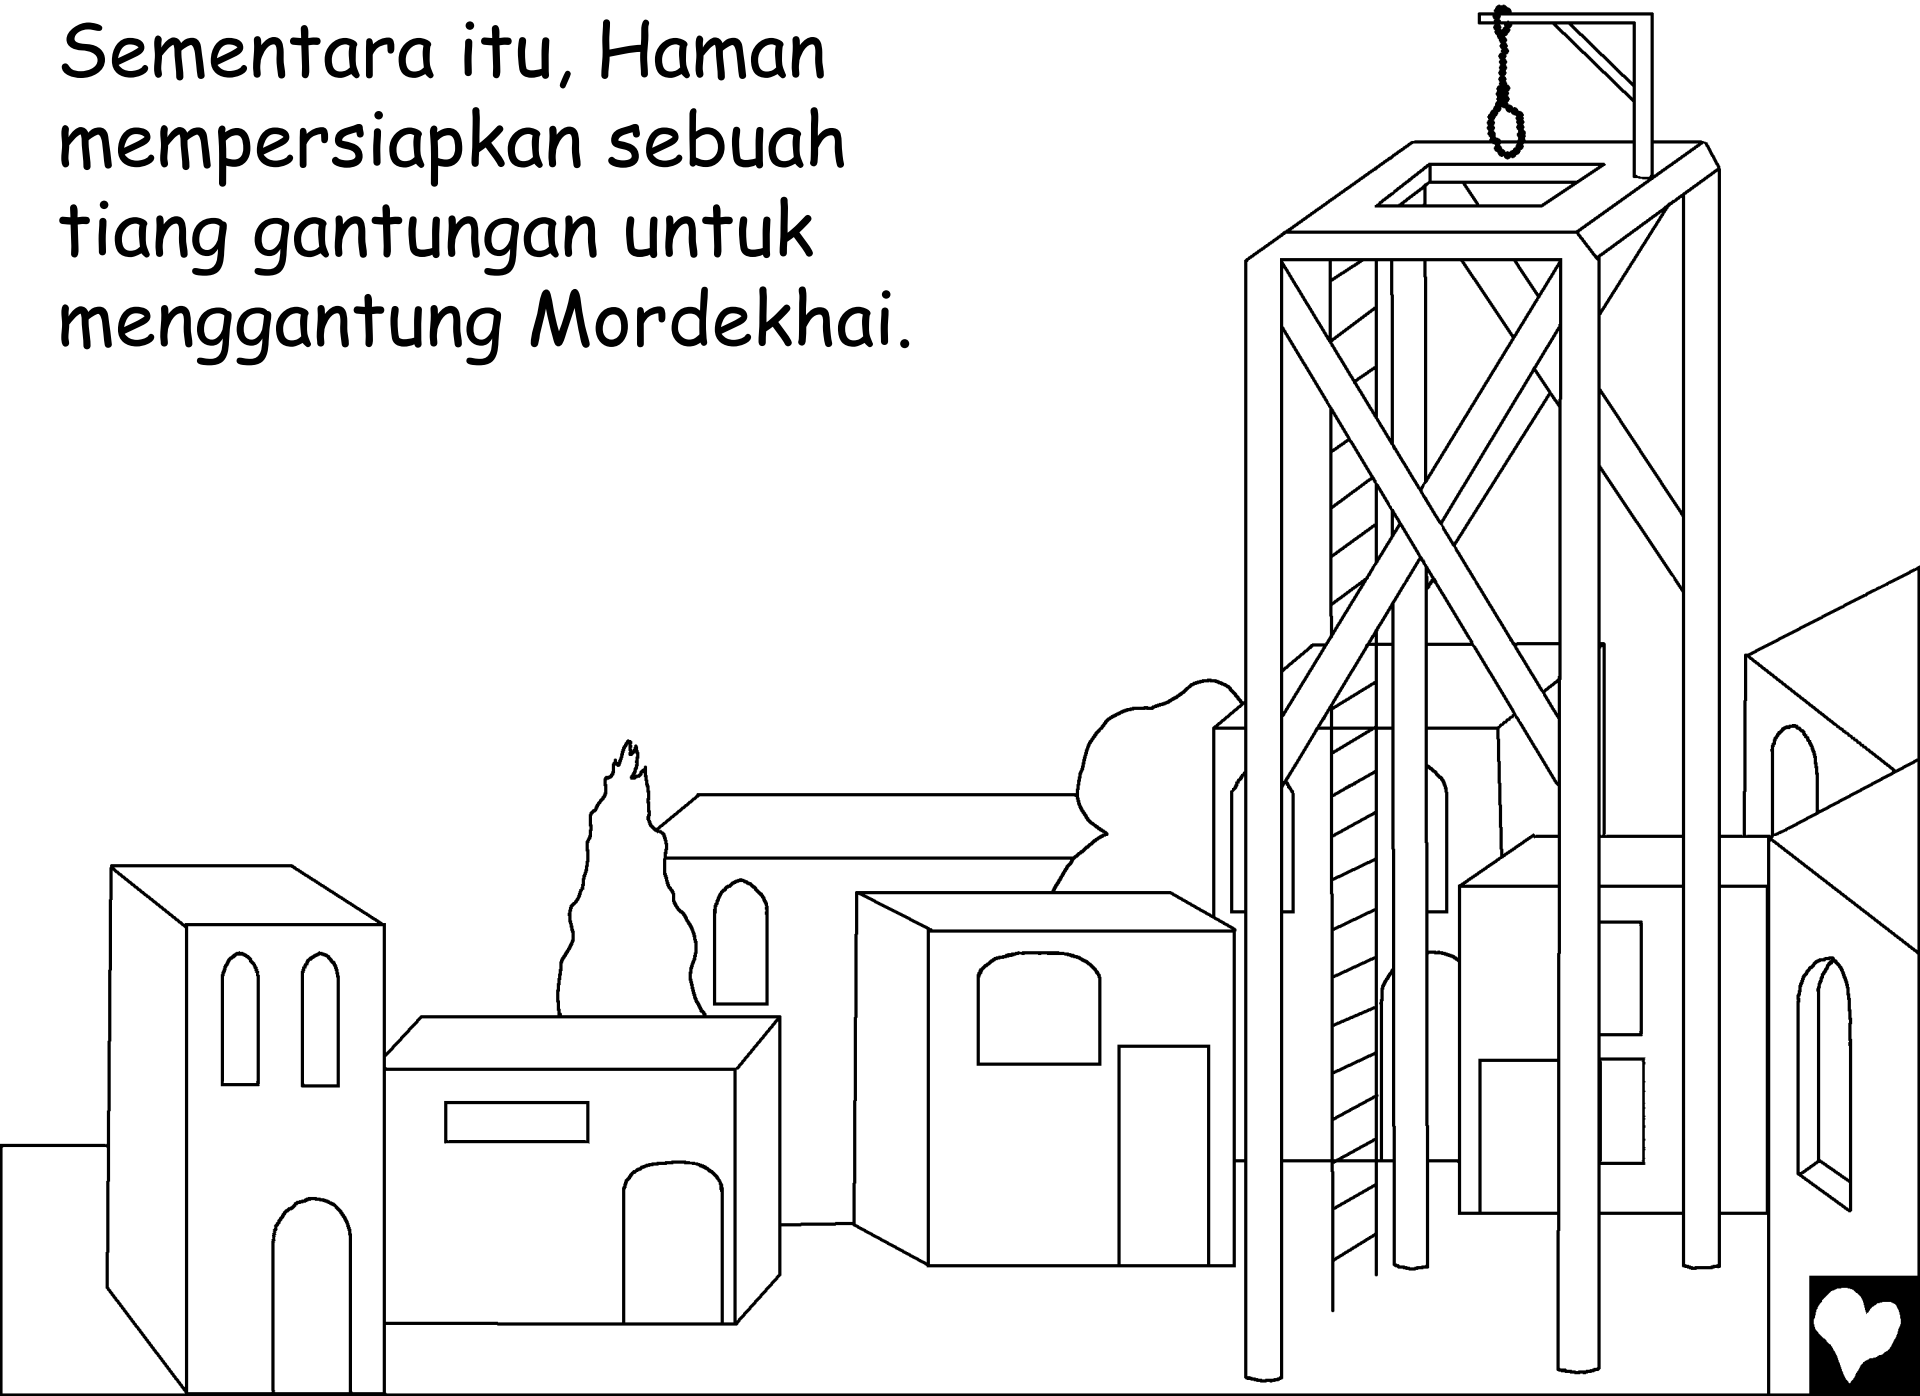 Sementara itu, Haman
mempersiapkan sebuah
tiang gantungan untuk
menggantung Mordekhai.